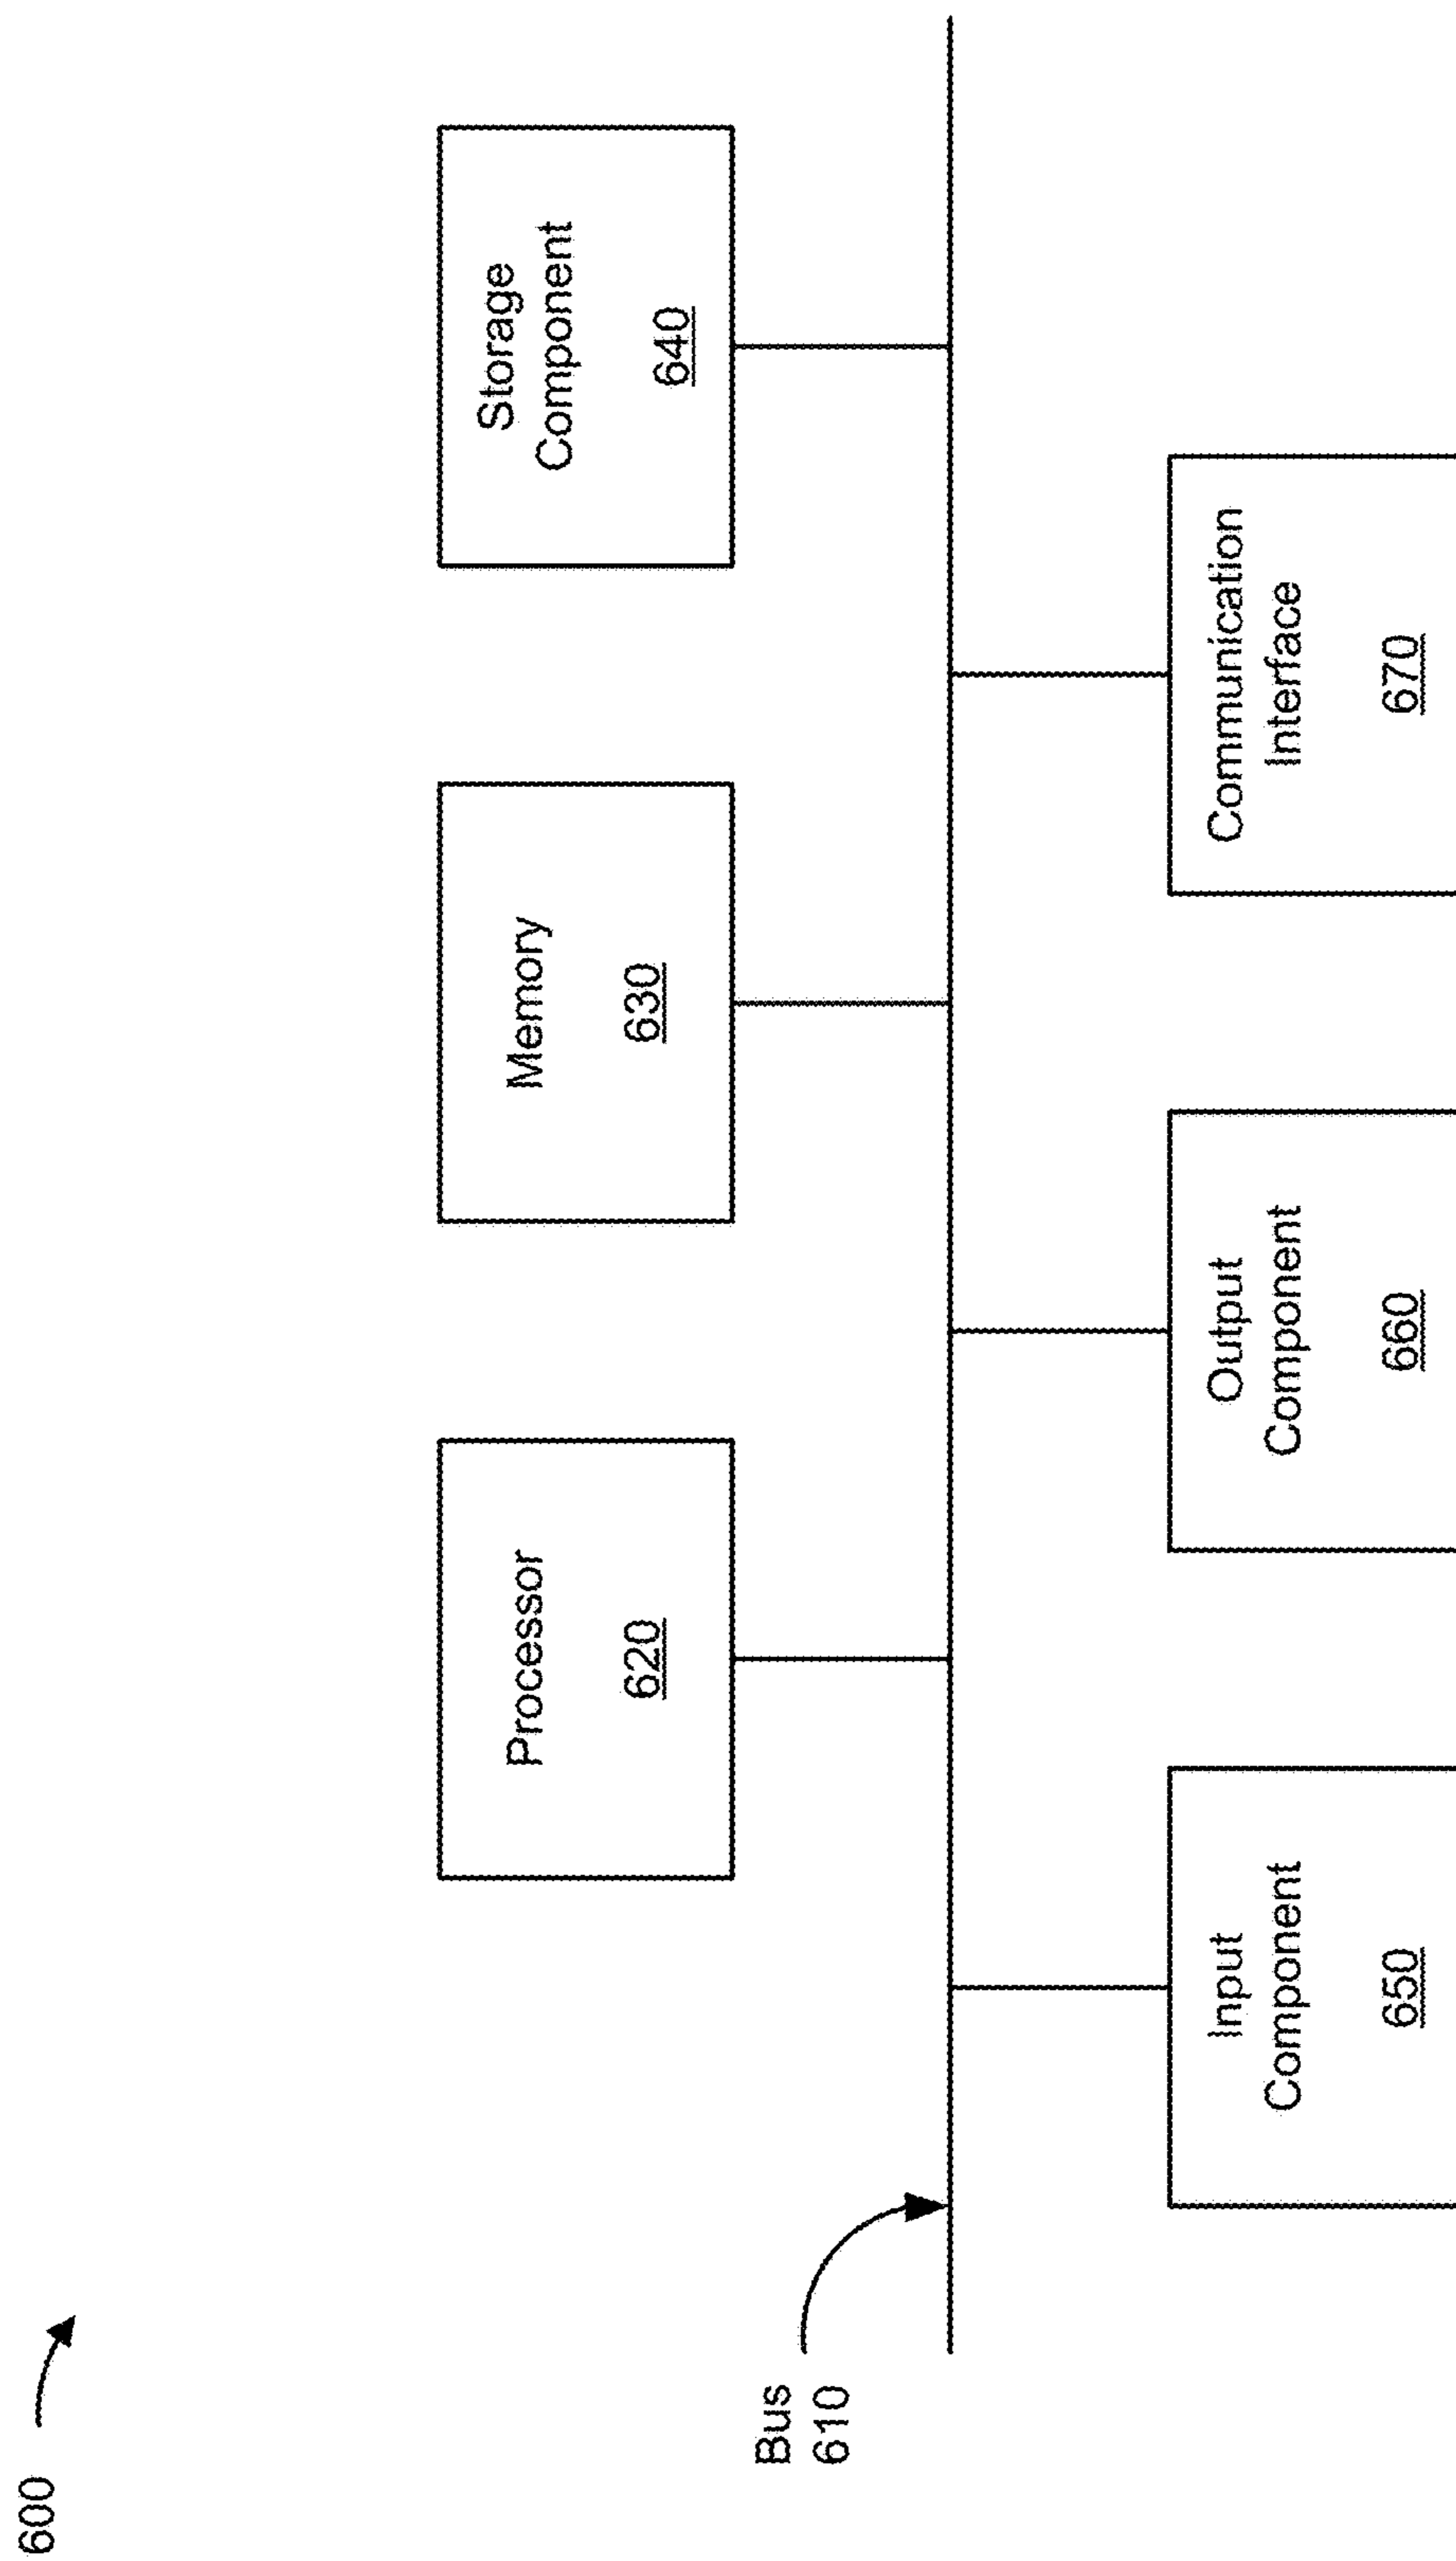 600
Processor
620
Memory
630
Storage
Component
640
Bus
610
Input
Component
650
Output
Component
660
Communication
Interface
670